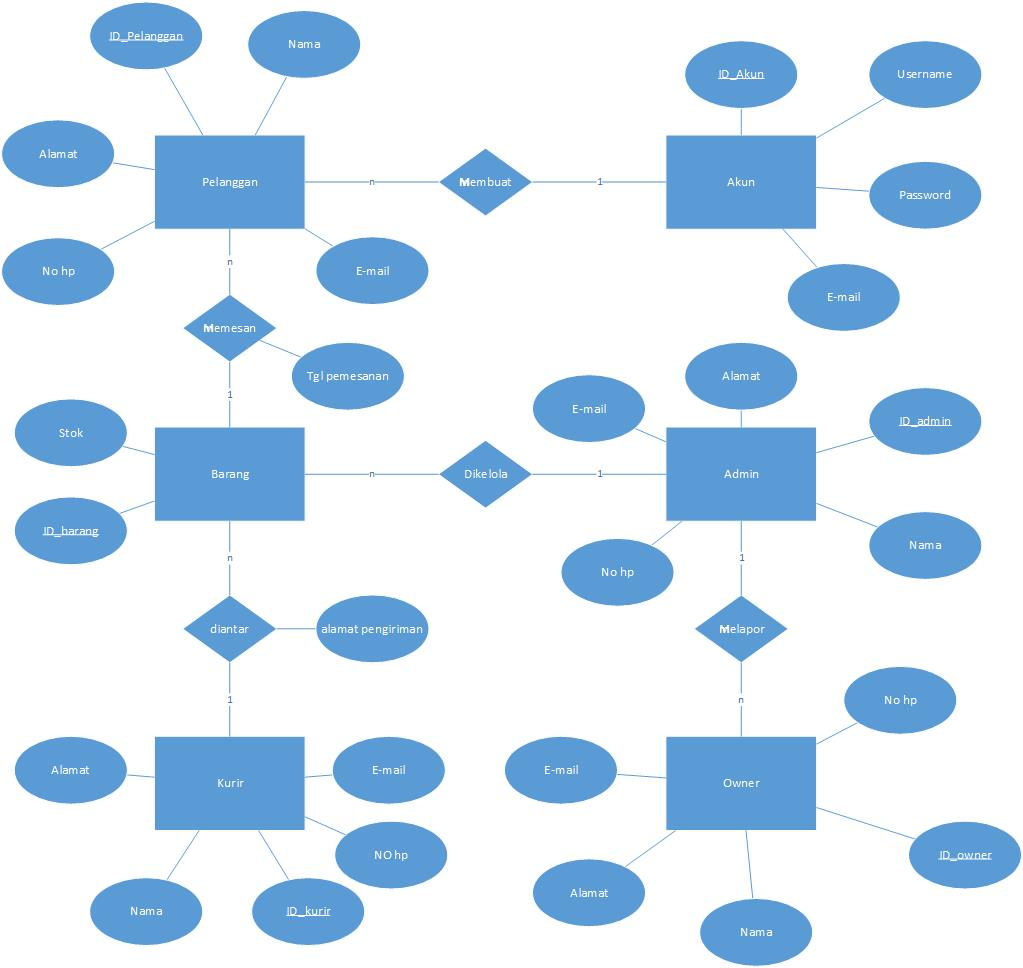 ID_Pelanggan
Nama
ID_Akun
Username
Alamat
Pelanggan
n
Membuat
1
Akun
Password
No hp
E-mail
n
E-mail
Memesan
Tgl pemesanan
Alamat
1
E-mail
ID_admin
Stok
Barang
n
Dikelola
1
Admin
ID_barang
Nama
n
No hp
1
diantar
alamat pengiriman
Melapor
1
n
No hp
Alamat
Kurir
E-mail
E-mail
Owner
NO hp
ID_owner
Alamat
Nama
ID_kurir
Nama